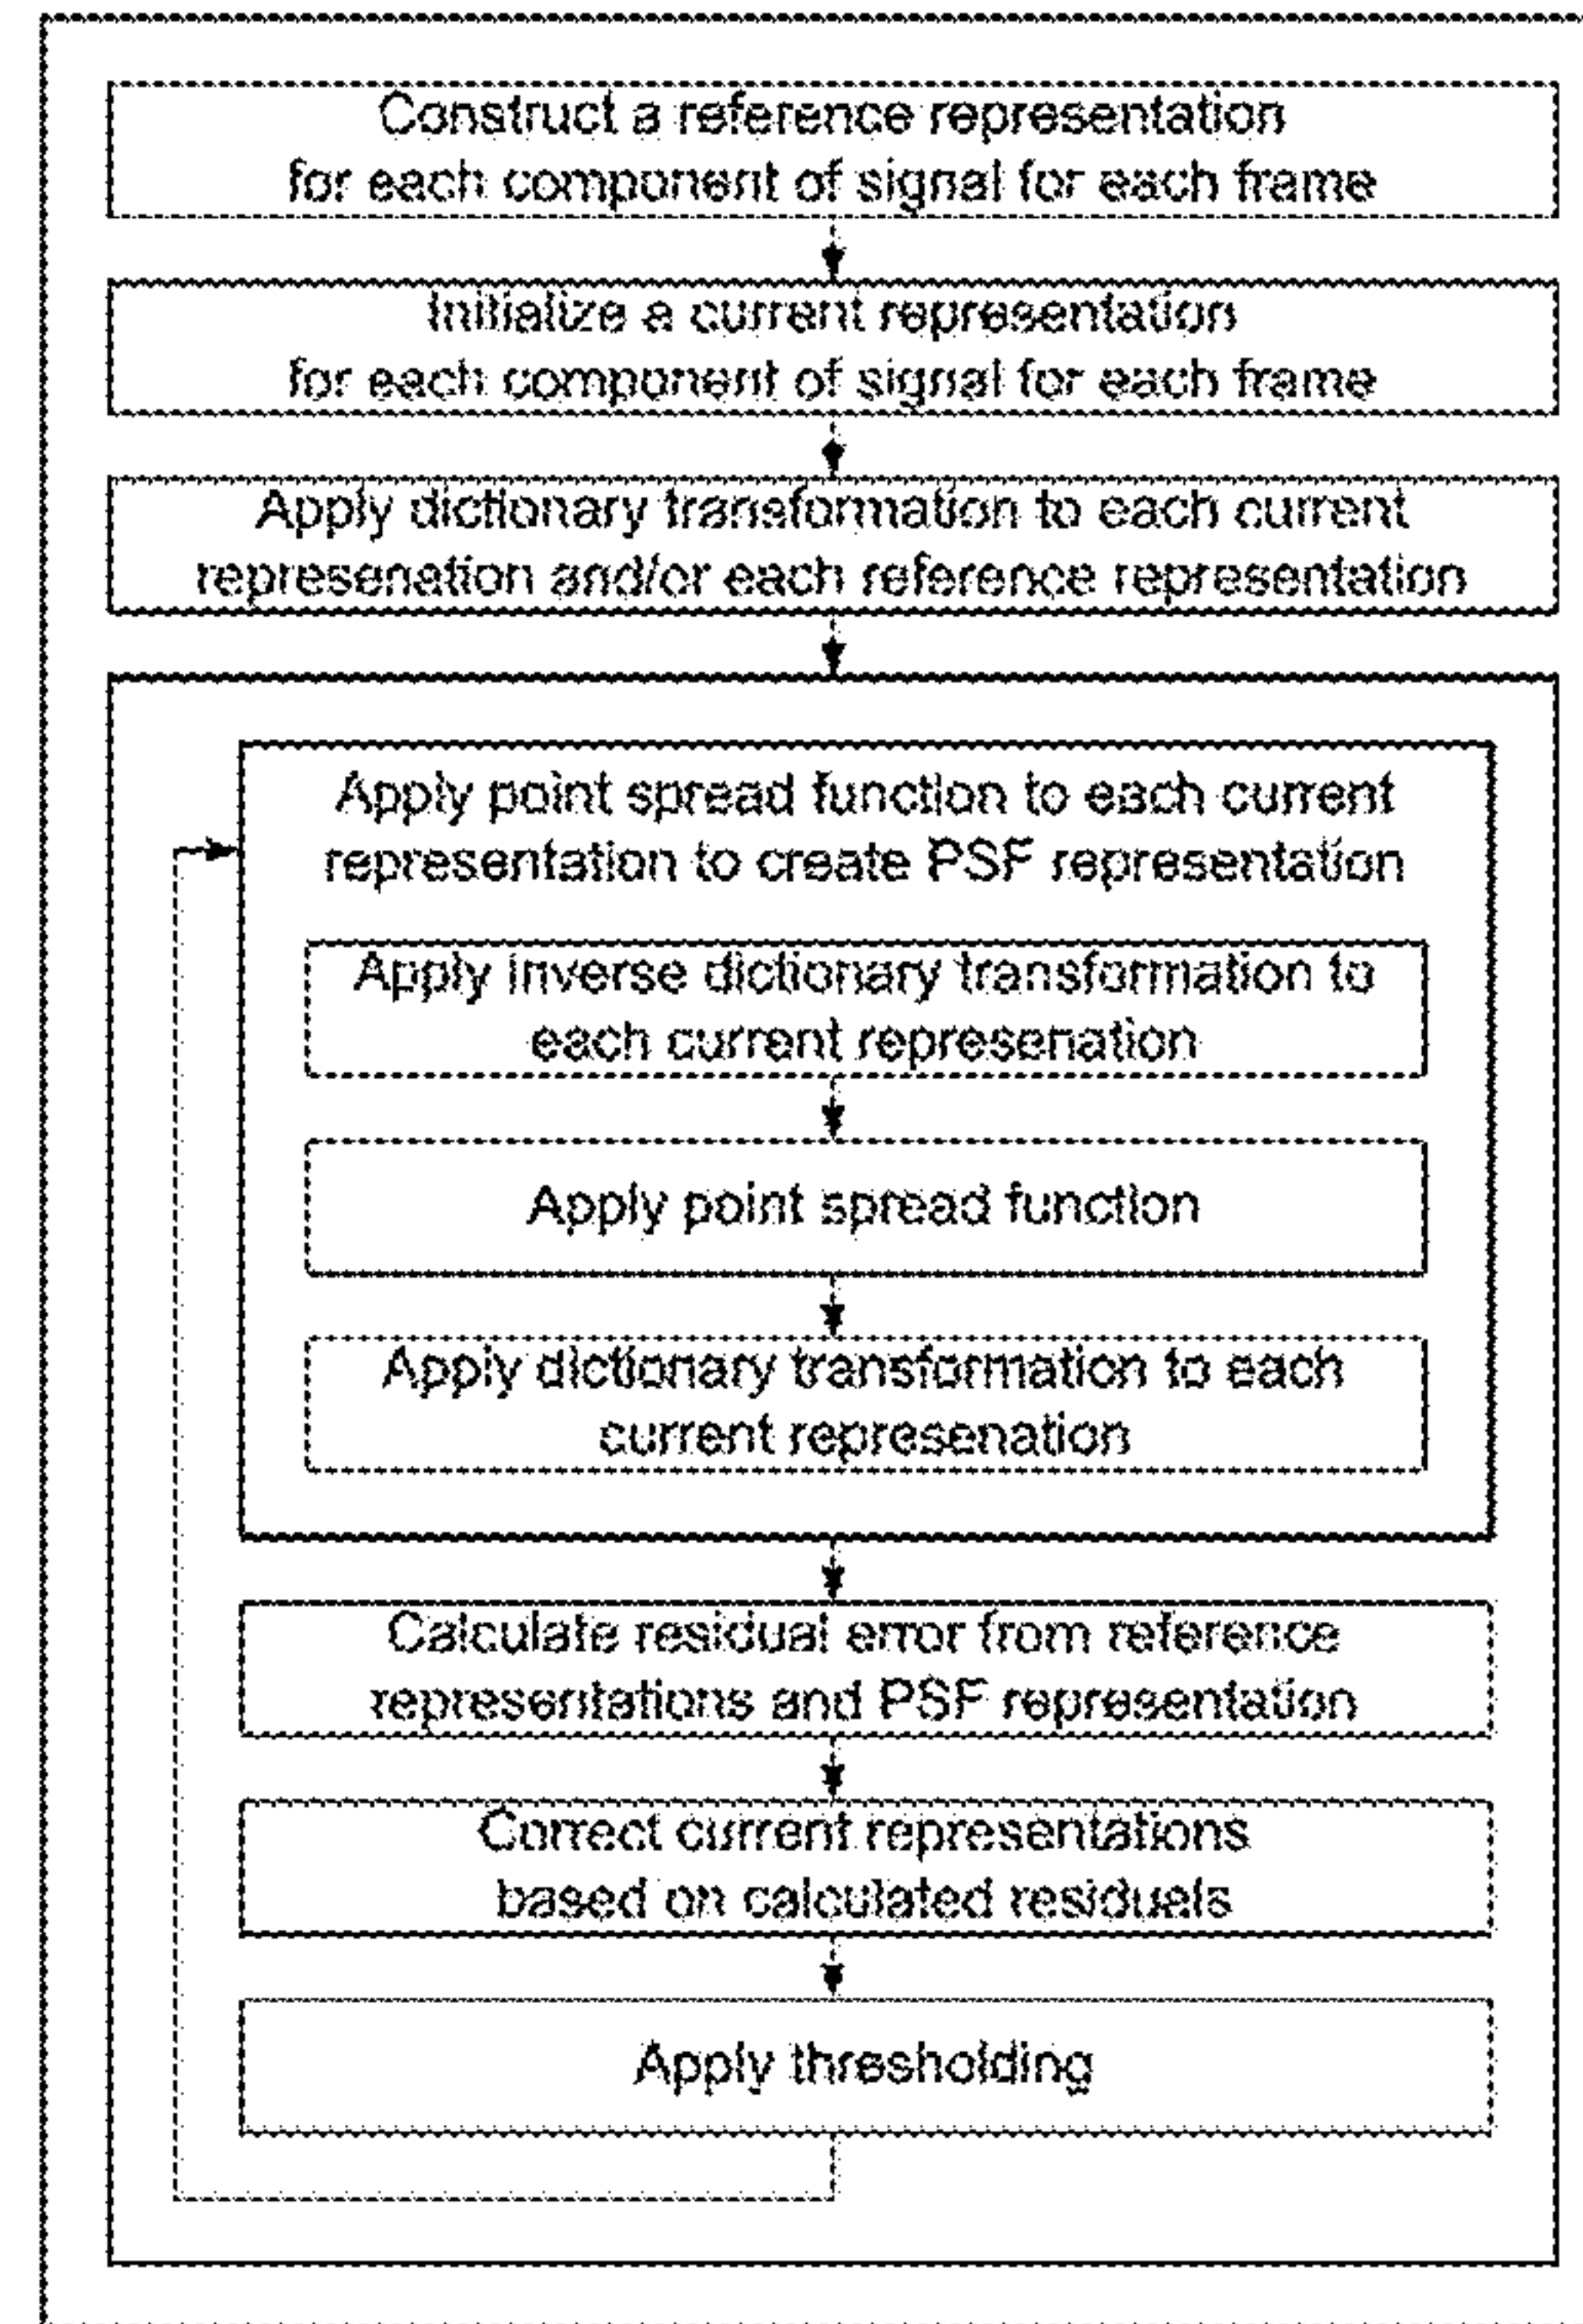 Construct a reference representation
for each component of signal for each frame
Initialize a current representation
for each component of signal for each frame
Apply dictionary transformation to each current
represenation and/or each reference representation
Apply point spread function to each current
representation to create PSF representation
Apply inverse dictionary transformation to
each current represenation
Apply point spread function
Apply dictionary transformation to each
current represenation
Calculate residual error from reference
representations and PSF representation
Correct current representations
based on calculated residuals
Apply thresholding